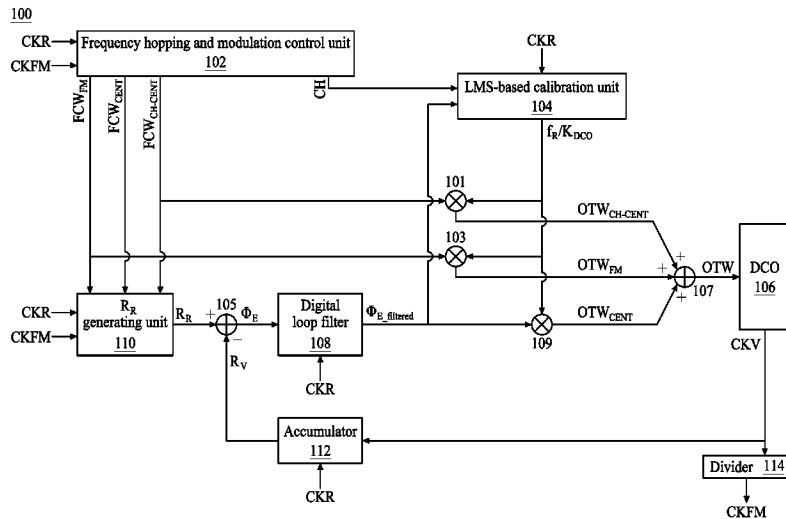 100
CKR
CKFM
Frequency hopping and modulation control unit
102
FCW_FM
FCW_CENT
FCW_CH-CENT
CH
CKR
LMS-based calibration unit
104
f_R/K_DCO
101
OTW_CH-CENT
103
OTW_FM
+
+
+
107
OTW
DCO
106
CKV
CKR
CKFM
R_R
generating unit
110
R_R
105
+
−
Φ_E
R_V
Digital
loop filter
108
CKR
Φ_E_filtered
109
OTW_CENT
Accumulator
112
CKR
Divider 114
CKFM